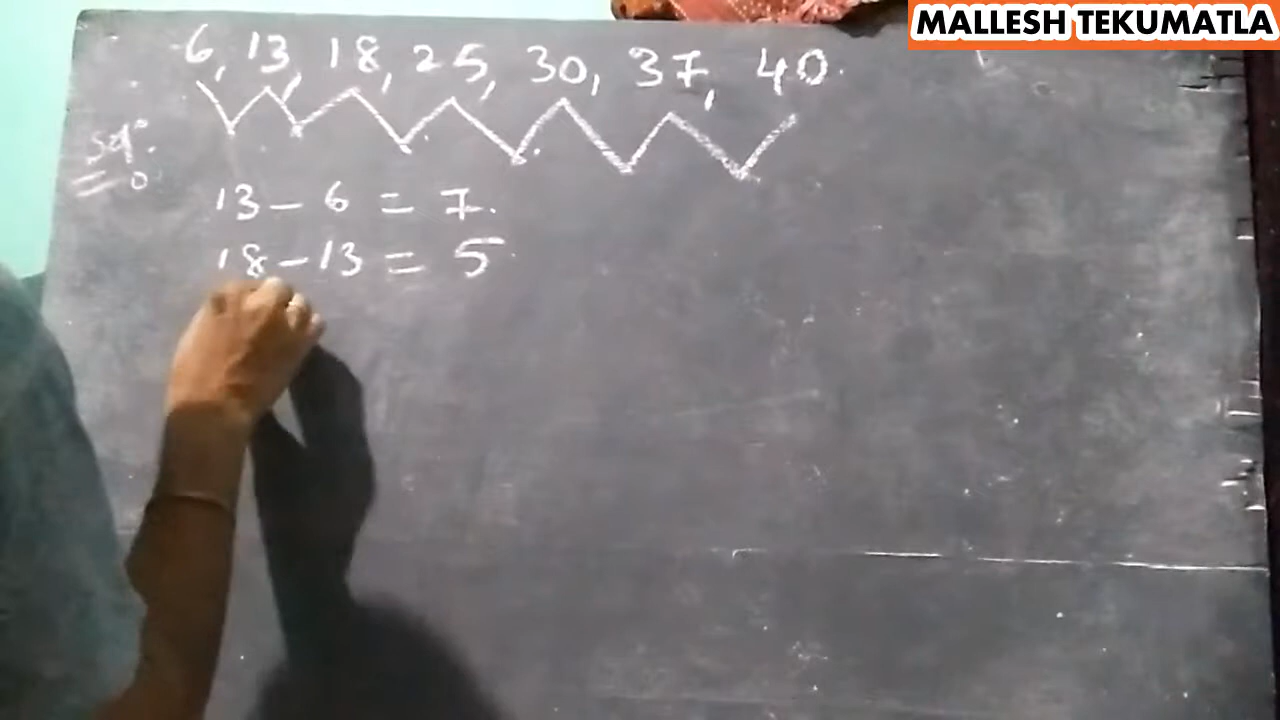 MALLESH TEKUMATLA
6, 13, 18, 25, 30, 37, 40.
13 - 6 = 7.
18 - 13 = 5